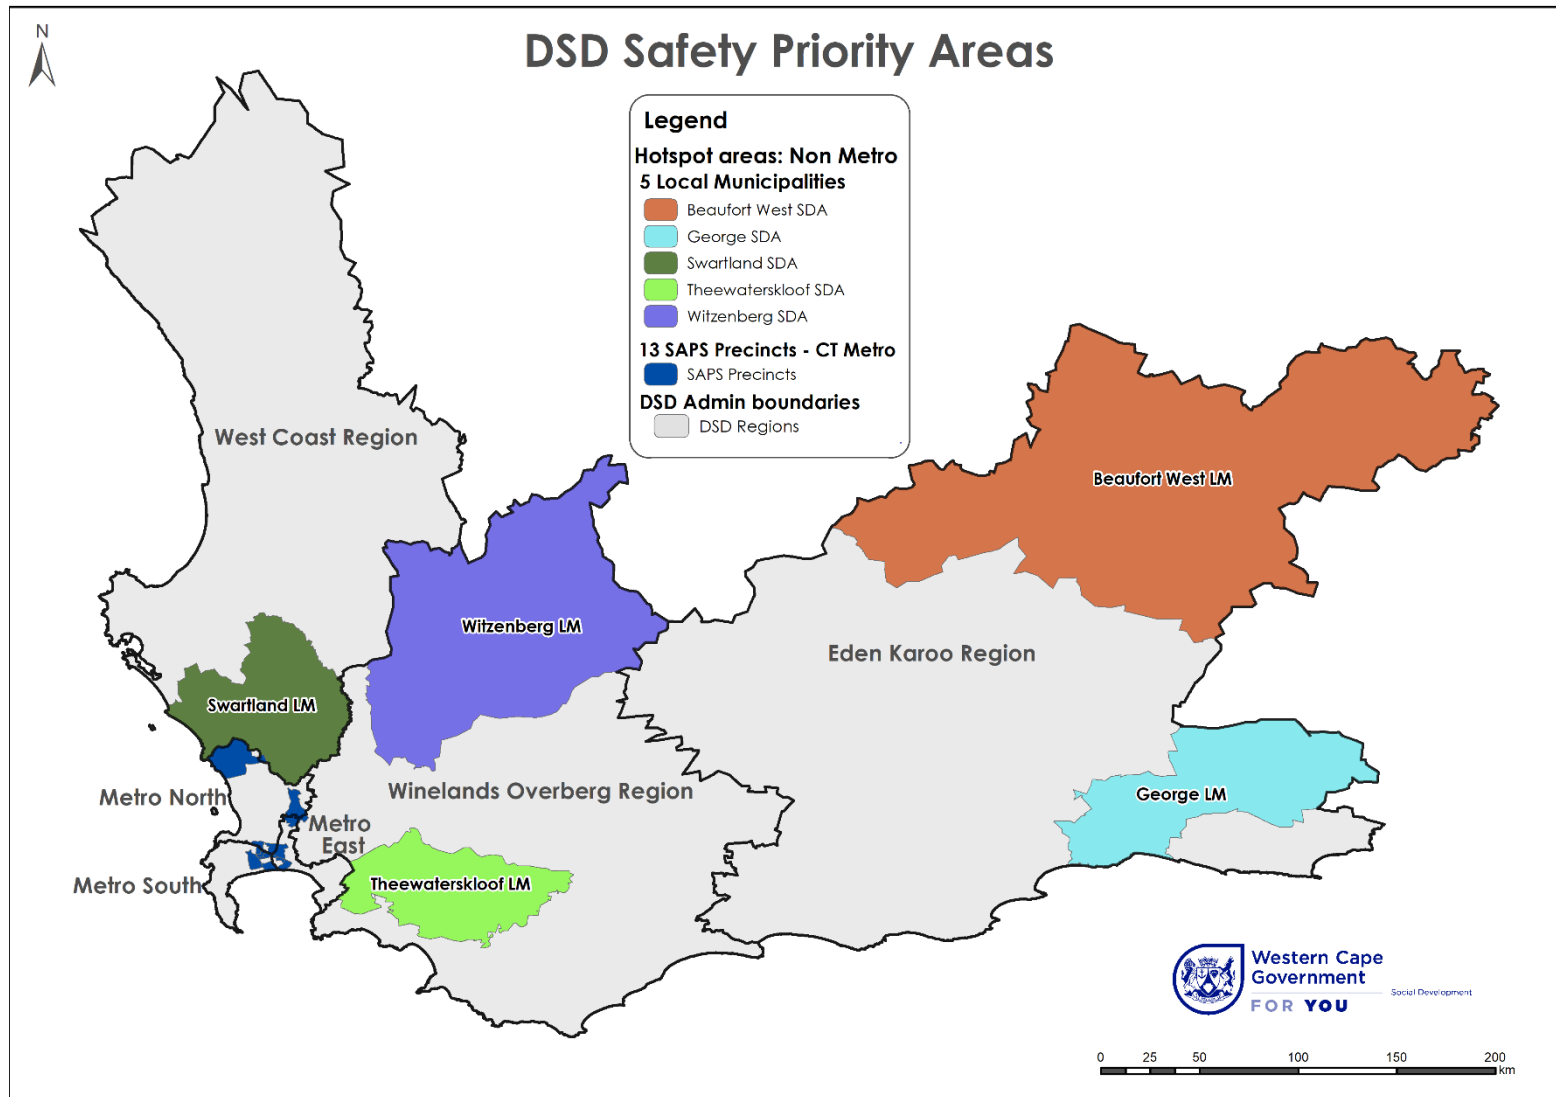 N
DSD Safety Priority Areas
Legend
Hotspot areas: Non Metro
5 Local Municipalities
Beaufort West SDA
George SDA
Swartland SDA
Theewaterskloof SDA
Witzenberg SDA
13 SAPS Precincts - CT Metro
SAPS Precincts
DSD Admin boundaries
DSD Regions
West Coast Region
Beaufort West LM
Witzenberg LM
Eden Karoo Region
Swartland LM
Winelands Overberg Region
Metro North
George LM
Metro
East
Metro South
Theewaterskloof LM
Western Cape
Government
Social Development
FOR YOU
0 25 50 100 150 200
km